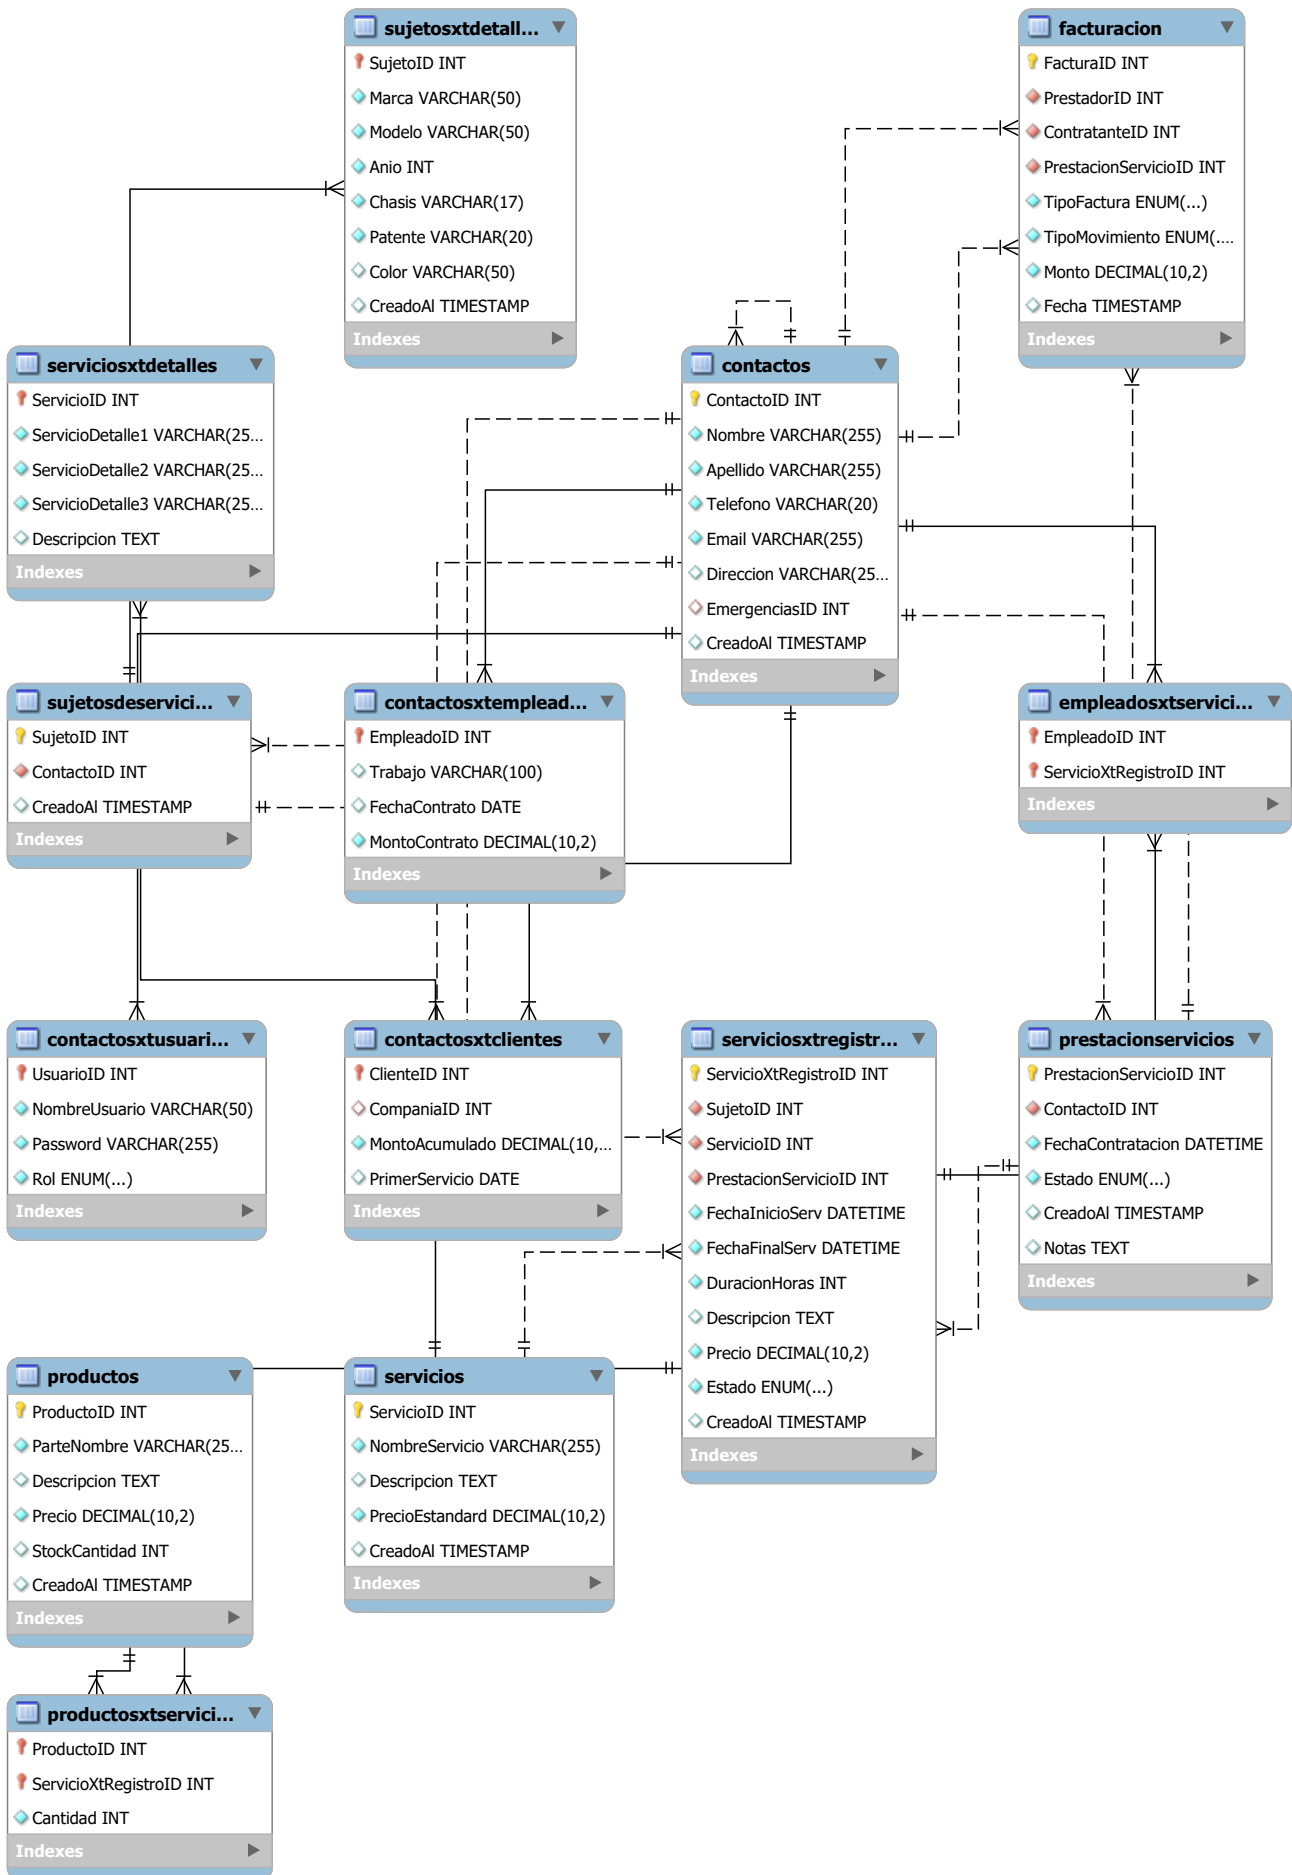 sujetosxtdetall...
SujetoID INT
Marca VARCHAR(50)
Modelo VARCHAR(50)
Anio INT
Chasis VARCHAR(17)
Patente VARCHAR(20)
Color VARCHAR(50)
CreadoAl TIMESTAMP
Indexes
facturacion
FacturaID INT
PrestadorID INT
ContratanteID INT
PrestacionServicioID INT
TipoFactura ENUM(...)
TipoMovimiento ENUM(....
Monto DECIMAL(10,2)
Fecha TIMESTAMP
Indexes
serviciosxtdetalles
ServicioID INT
ServicioDetalle1 VARCHAR(25...
ServicioDetalle2 VARCHAR(25...
ServicioDetalle3 VARCHAR(25...
Descripcion TEXT
Indexes
contactos
ContactoID INT
Nombre VARCHAR(255)
Apellido VARCHAR(255)
Telefono VARCHAR(20)
Email VARCHAR(255)
Direccion VARCHAR(25...
EmergenciasID INT
CreadoAl TIMESTAMP
Indexes
sujetosdeservici...
SujetoID INT
ContactoID INT
CreadoAl TIMESTAMP
Indexes
contactosxtemplead...
EmpleadoID INT
Trabajo VARCHAR(100)
FechaContrato DATE
MontoContrato DECIMAL(10,2)
Indexes
empleadosxtservici...
EmpleadoID INT
ServicioXtRegistroID INT
Indexes
contactosxtusuari...
UsuarioID INT
NombreUsuario VARCHAR(50)
Password VARCHAR(255)
Rol ENUM(...)
Indexes
contactosxtclientes
ClienteID INT
CompaniaID INT
MontoAcumulado DECIMAL(10,...
PrimerServicio DATE
Indexes
serviciosxtregistr...
ServicioXtRegistroID INT
SujetoID INT
ServicioID INT
PrestacionServicioID INT
FechaInicioServ DATETIME
FechaFinalServ DATETIME
DuracionHoras INT
Descripcion TEXT
Precio DECIMAL(10,2)
Estado ENUM(...)
CreadoAl TIMESTAMP
Indexes
prestacionservicios
PrestacionServicioID INT
ContactoID INT
FechaContratacion DATETIME
Estado ENUM(...)
CreadoAl TIMESTAMP
Notas TEXT
Indexes
productos
ProductoID INT
ParteNombre VARCHAR(25...
Descripcion TEXT
Precio DECIMAL(10,2)
StockCantidad INT
CreadoAl TIMESTAMP
Indexes
servicios
ServicioID INT
NombreServicio VARCHAR(255)
Descripcion TEXT
PrecioEstandard DECIMAL(10,2)
CreadoAl TIMESTAMP
Indexes
productosxtservici...
ProductoID INT
ServicioXtRegistroID INT
Cantidad INT
Indexes